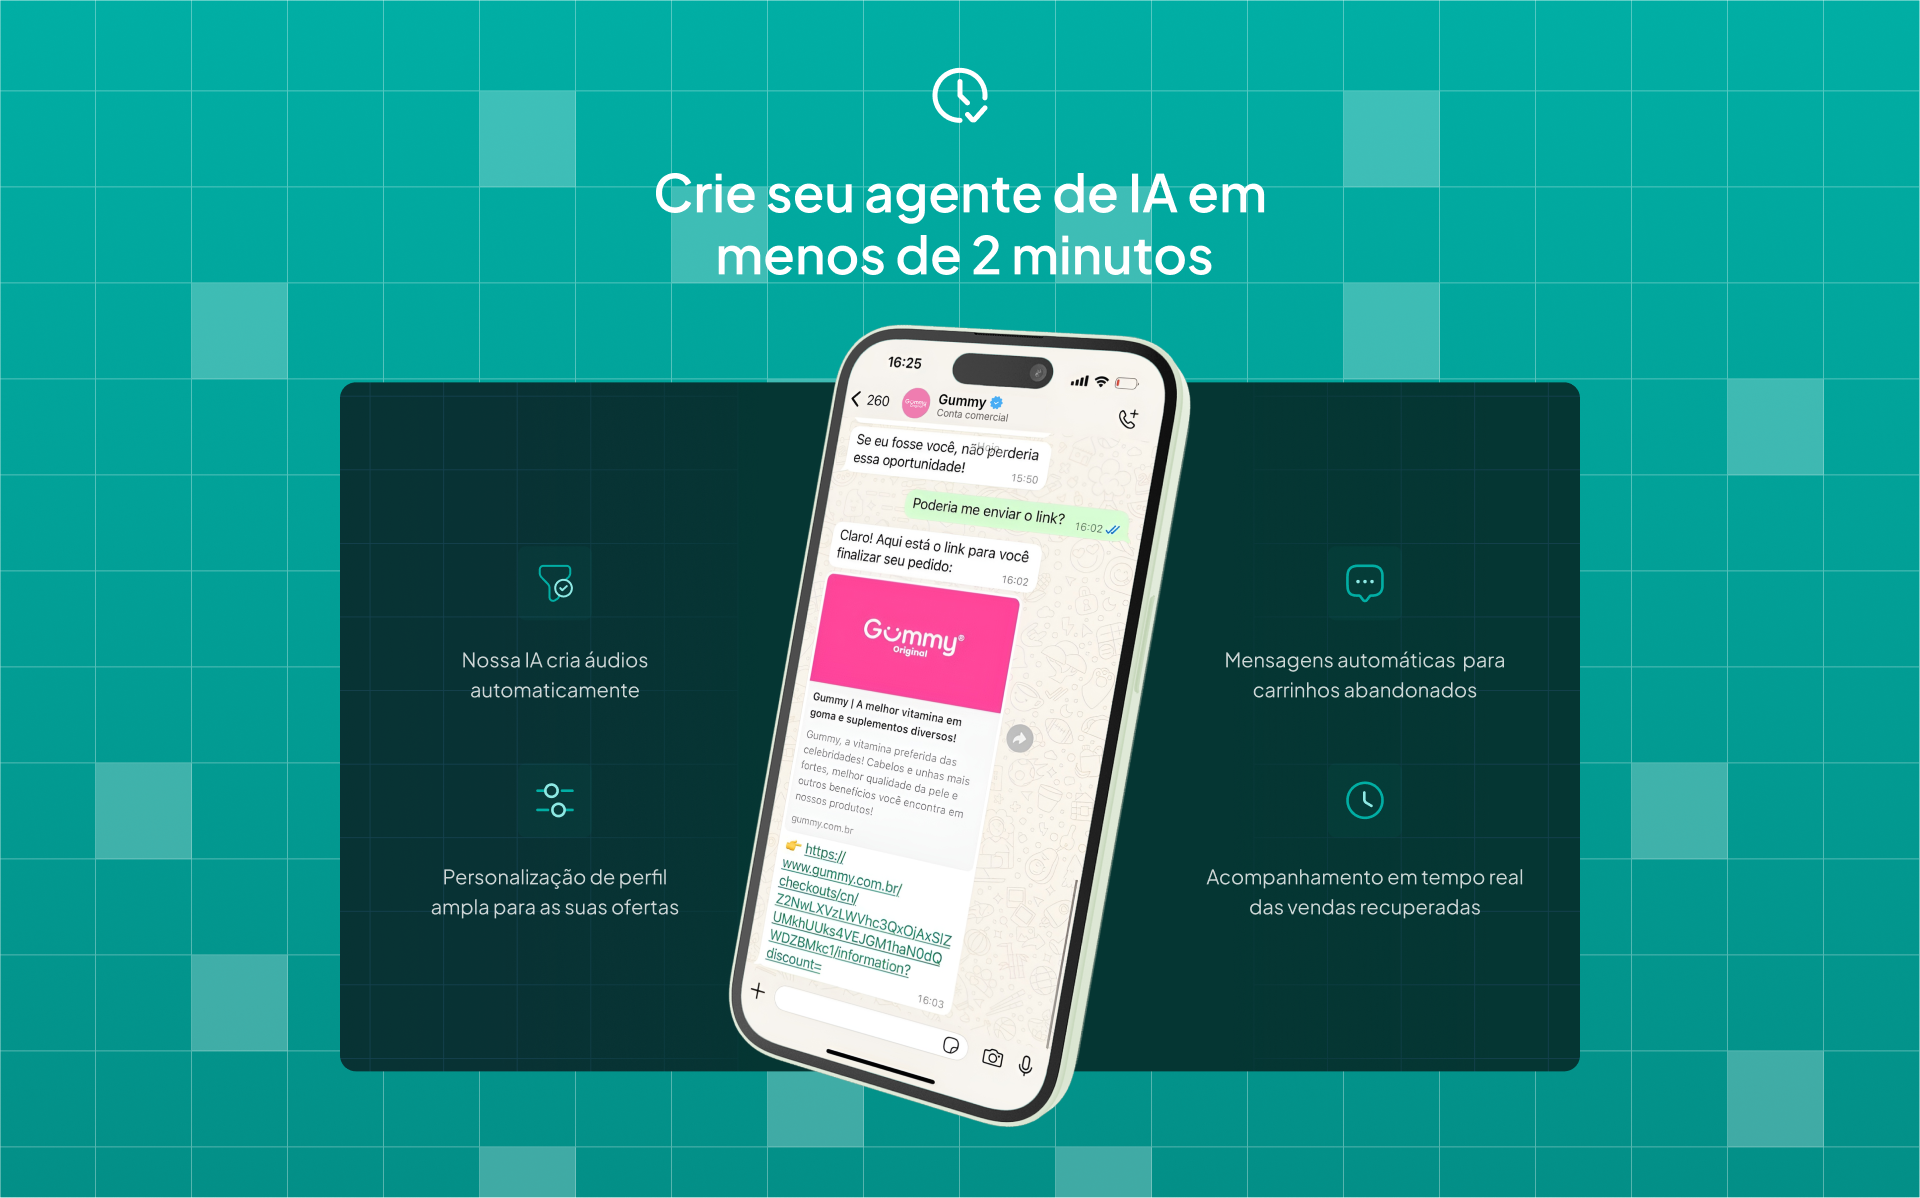 Crie seu agente de IA em
menos de 2 minutos
Nossa IA cria áudios
automaticamente
Personalização de perfil
ampla para as suas ofertas
16:25
260
Gummy
Conta comercial
Hoje
Se eu fosse você, não perderia
essa oportunidade!
15:50
Poderia me enviar o link?
16:02
Claro! Aqui está o link para você
finalizar seu pedido:
16:02
Gummy®
Original
Gummy | A melhor vitamina em
goma e suplementos diversos!
Gummy, a vitamina preferida das
celebridades! Cabelos e unhas mais
fortes, melhor qualidade da pele e
outros benefícios você encontra em
nossos produtos!
gummy.com.br
👉 https://
www.gummy.com.br/
checkouts/cn/
Z2NwLXVzLWVhc3QxOjAxSlZ
UMkhUUks4VEJGM1haN0dQ
WDZBMkc1/information?
discount=
16:03
Mensagens automáticas para
carrinhos abandonados
Acompanhamento em tempo real
das vendas recuperadas